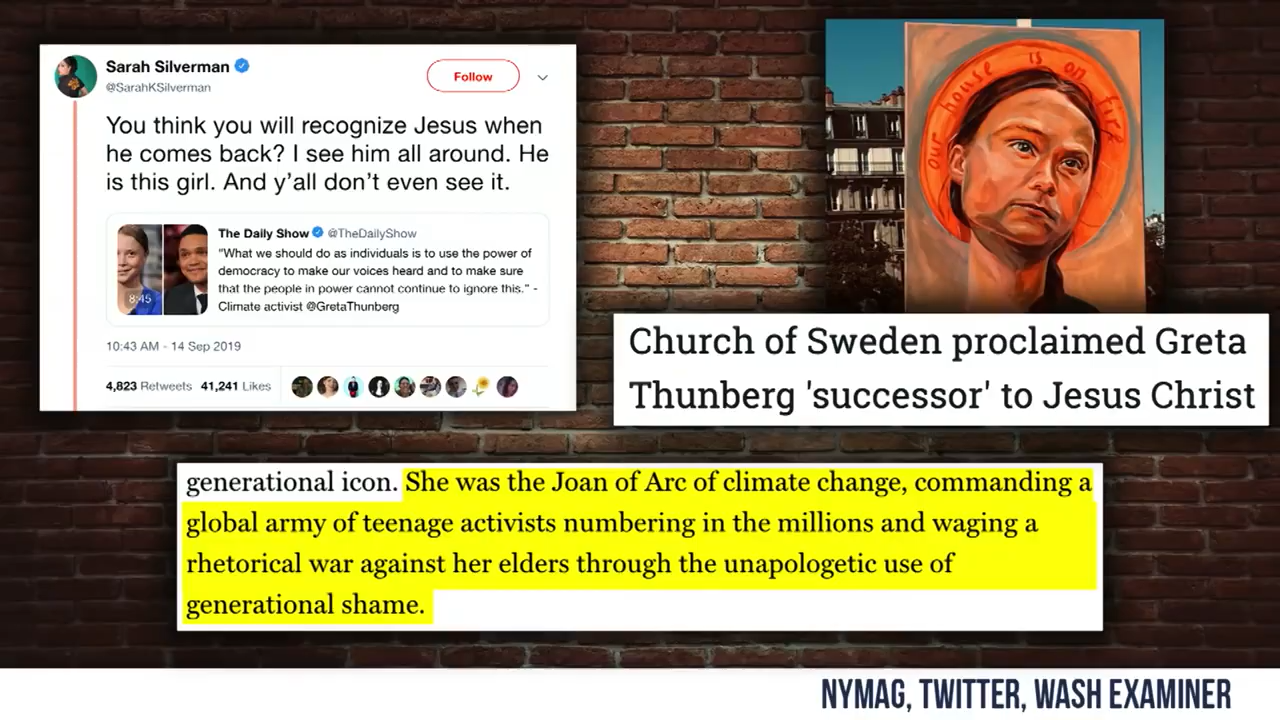 Sarah Silverman
@SarahKSilverman
Follow
You think you will recognize Jesus when
he comes back? I see him all around. He
is this girl. And y’all don’t even see it.
The Daily Show @TheDailyShow
"What we should do as individuals is to use the power of
democracy to make our voices heard and to make sure
that the people in power cannot continue to ignore this." -
Climate activist @GretaThunberg
8:45
10:43 AM - 14 Sep 2019
4,823 Retweets 41,241 Likes
our house is on fire
Church of Sweden proclaimed Greta
Thunberg 'successor' to Jesus Christ
generational icon. She was the Joan of Arc of climate change, commanding a
global army of teenage activists numbering in the millions and waging a
rhetorical war against her elders through the unapologetic use of
generational shame.
NYMAG, TWITTER, WASH EXAMINER